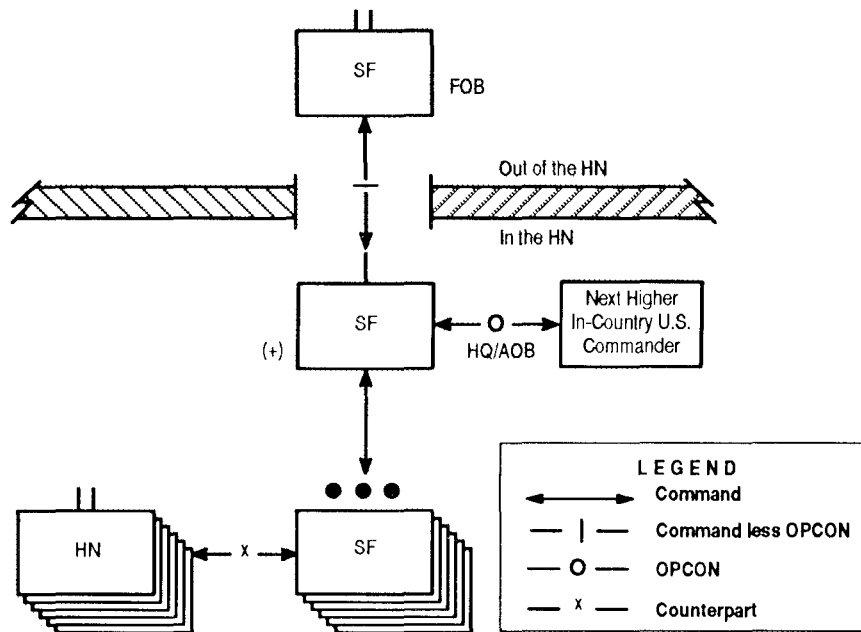 SF
FOB
Out of the HN
In the HN
SF
(+)
O
HQ/AOB
Next Higher
In-Country U.S.
Commander
HN
x
SF
LEGEND
Command
Command less OPCON
O
OPCON
x
Counterpart